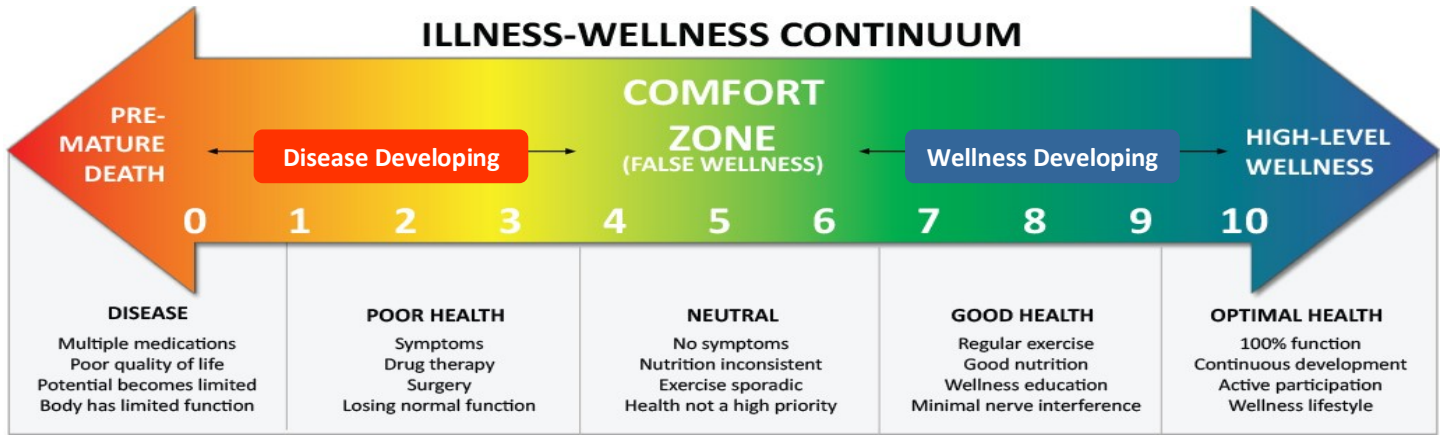 ILLNESS-WELLNESS CONTINUUM
PRE-
MATURE
DEATH
Disease Developing
COMFORT
ZONE
(FALSE WELLNESS)
Wellness Developing
HIGH-LEVEL
WELLNESS
0 1 2 3 4 5 6 7 8 9 10
DISEASE
Multiple medications
Poor quality of life
Potential becomes limited
Body has limited function
POOR HEALTH
Symptoms
Drug therapy
Surgery
Losing normal function
NEUTRAL
No symptoms
Nutrition inconsistent
Exercise sporadic
Health not a high priority
GOOD HEALTH
Regular exercise
Good nutrition
Wellness education
Minimal nerve interference
OPTIMAL HEALTH
100% function
Continuous development
Active participation
Wellness lifestyle